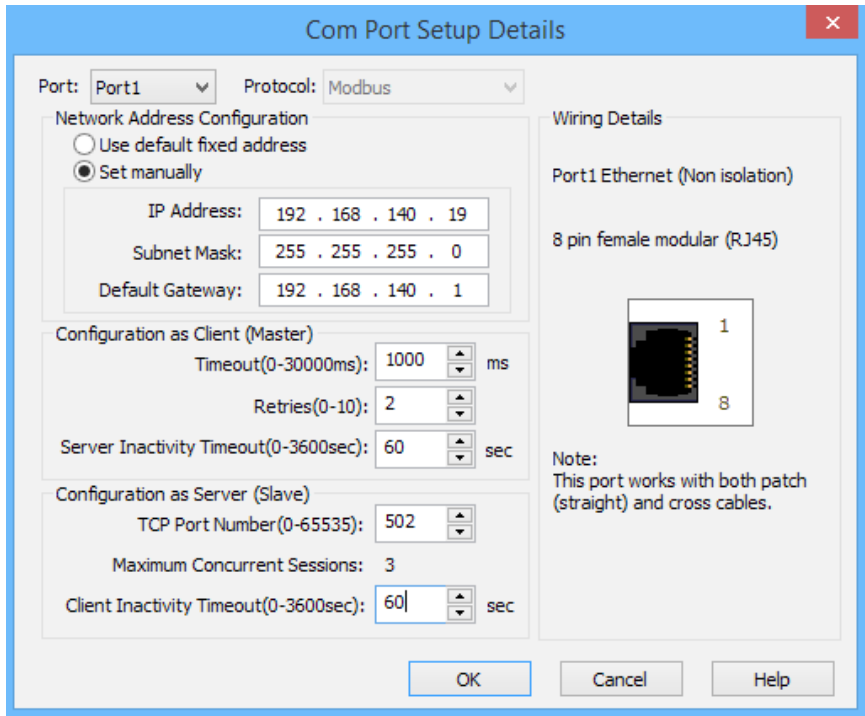 Com Port Setup Details
Port: Port1 Protocol: Modbus
Network Address Configuration
Use default fixed address
Set manually
IP Address: 192 . 168 . 140 . 19
Subnet Mask: 255 . 255 . 255 . 0
Default Gateway: 192 . 168 . 140 . 1
Configuration as Client (Master)
Timeout(0-30000ms): 1000 ms
Retries(0-10): 2
Server Inactivity Timeout(0-3600sec): 60 sec
Configuration as Server (Slave)
TCP Port Number(0-65535): 502
Maximum Concurrent Sessions: 3
Client Inactivity Timeout(0-3600sec): 60 sec
Wiring Details
Port1 Ethernet (Non isolation)
8 pin female modular (RJ45)
1
8
Note:
This port works with both patch
(straight) and cross cables.
OK Cancel Help